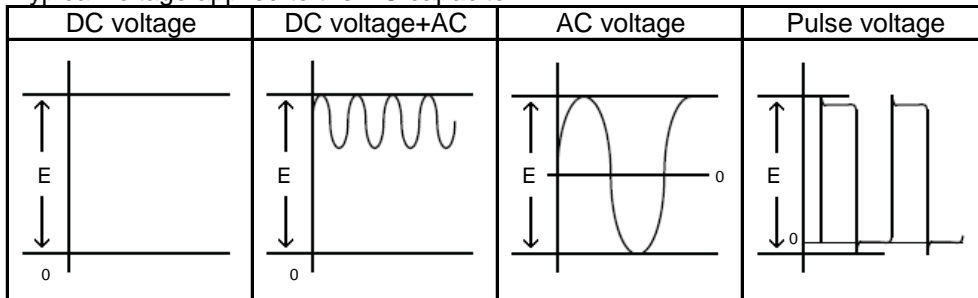 DC voltage DC voltage+AC AC voltage Pulse voltage
E E E 0 E
0
0 0